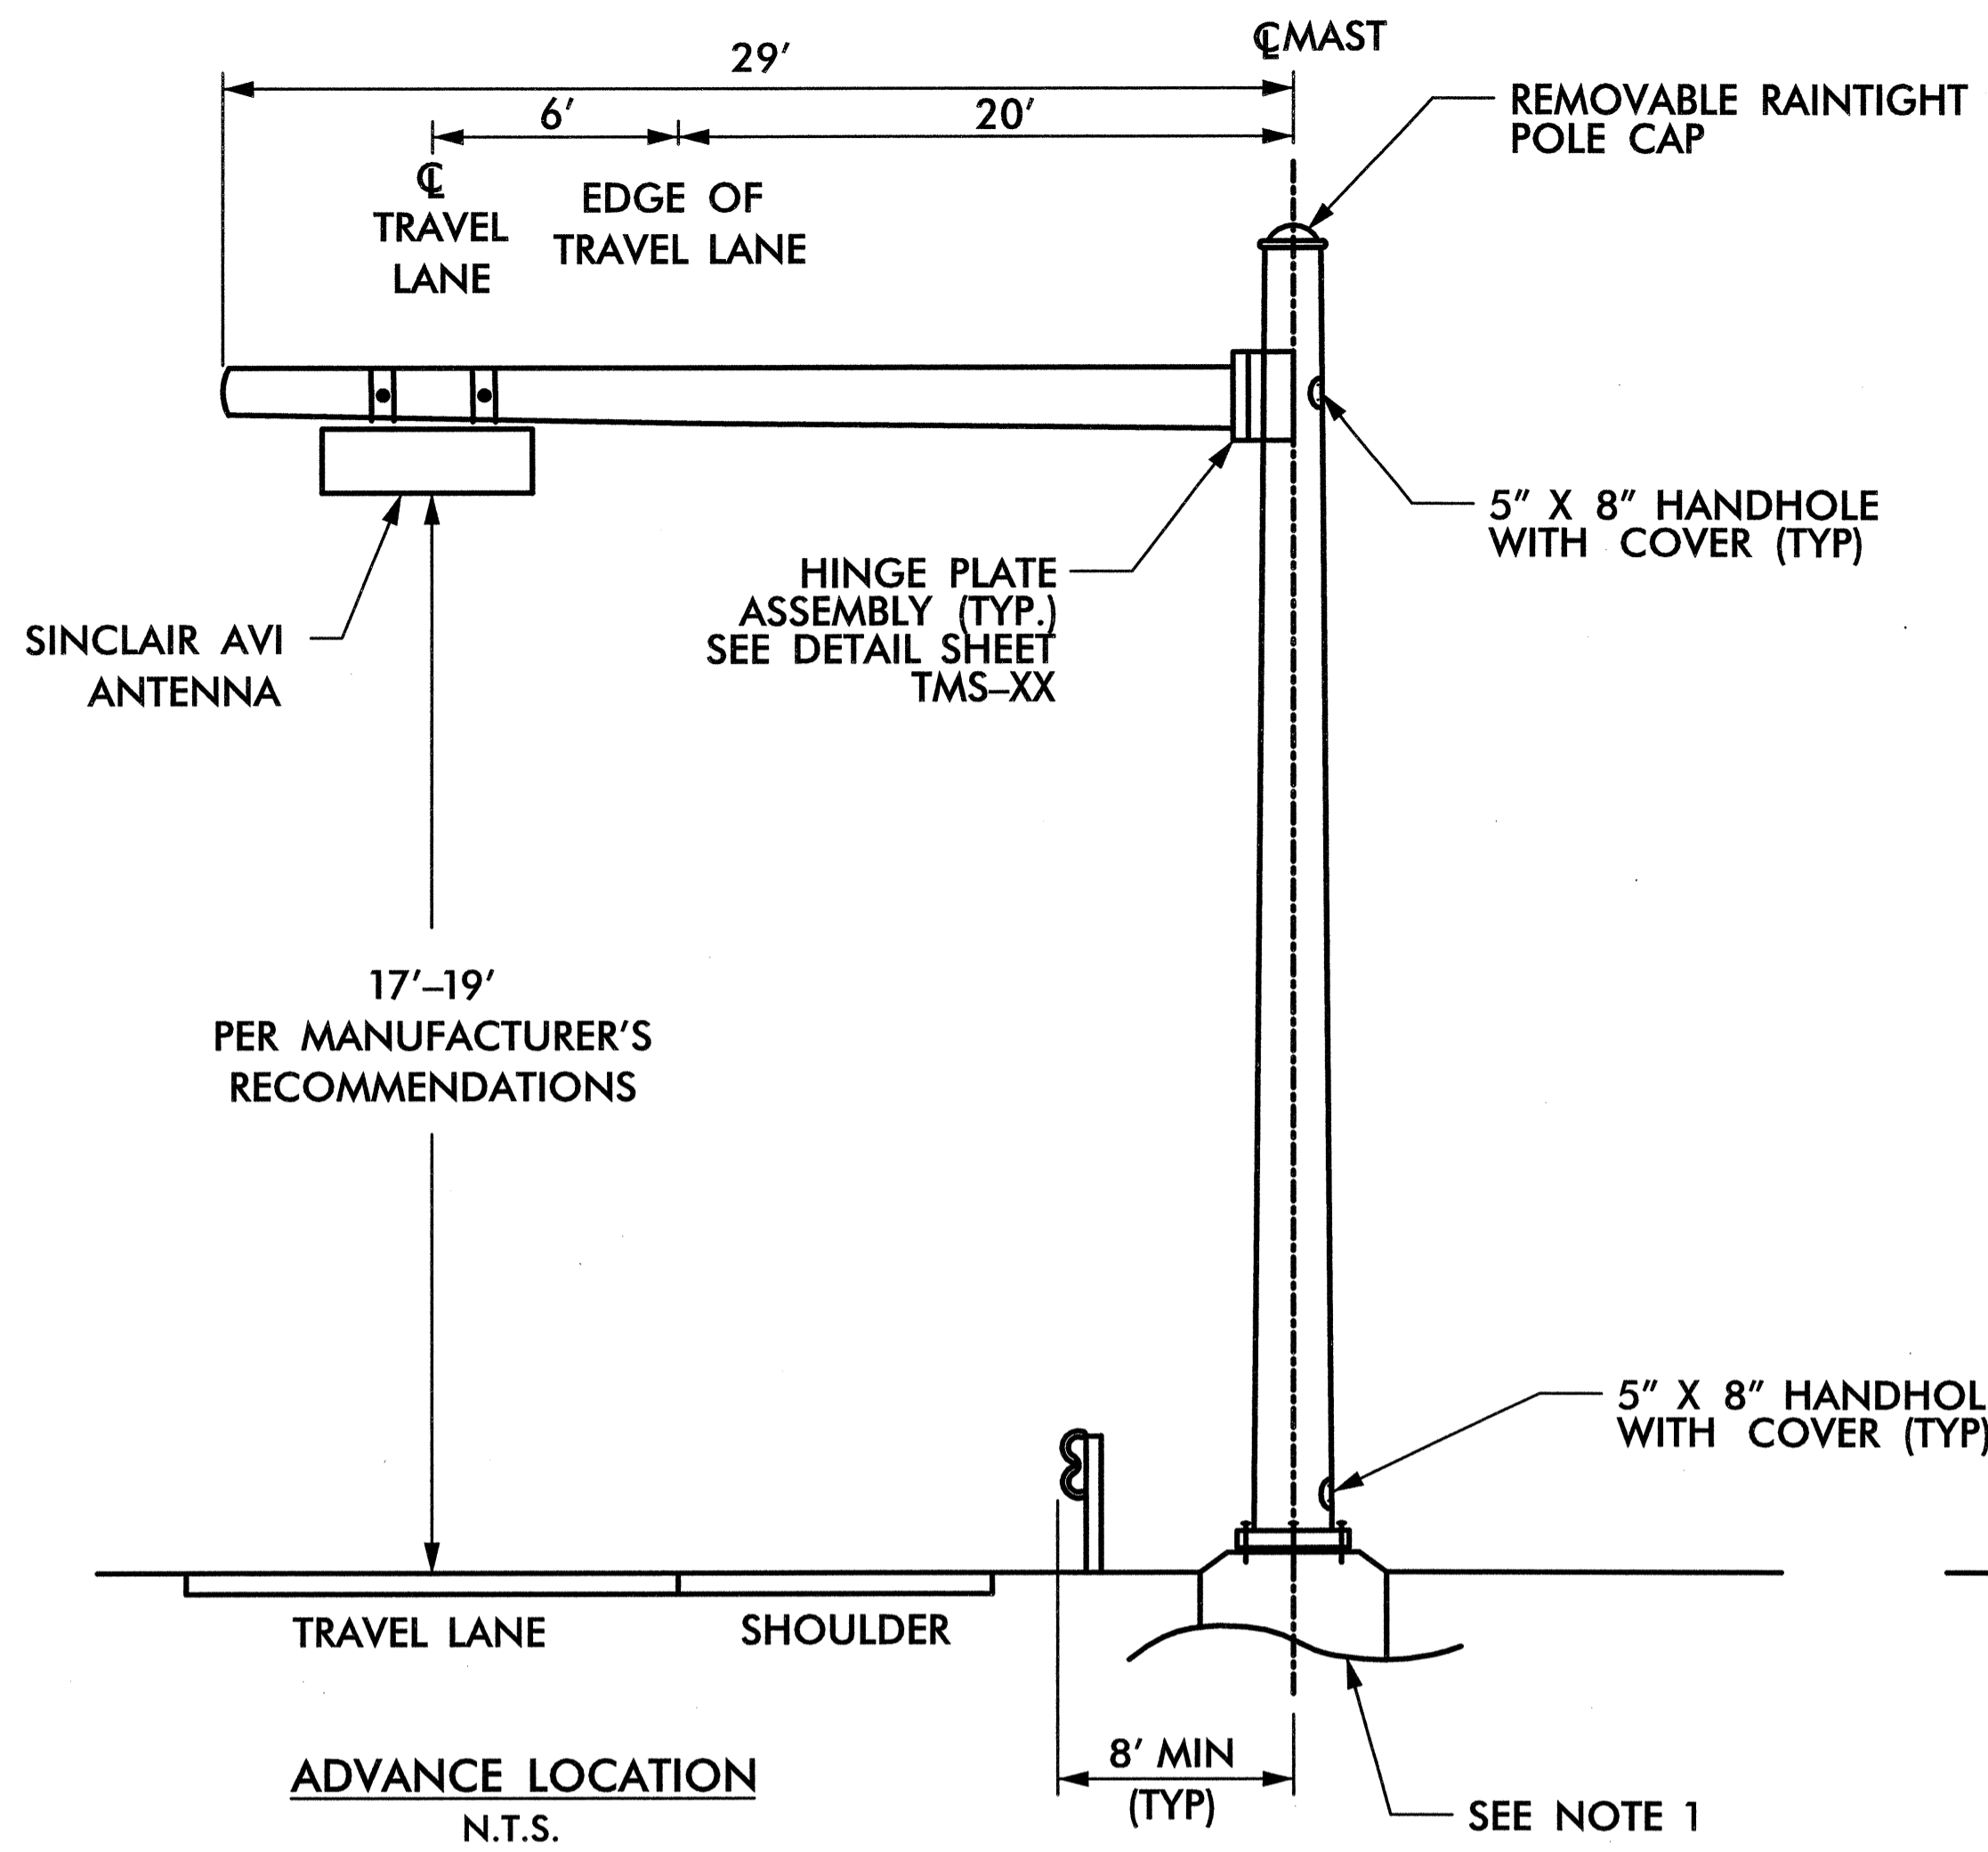 ℄ MAST
29'
6'
20'
REMOVABLE RAINTIGHT
POLE CAP
℄
TRAVEL
LANE
EDGE OF
TRAVEL LANE
5" X 8" HANDHOLE
WITH COVER (TYP)
HINGE PLATE
ASSEMBLY (TYP.)
SEE DETAIL SHEET
TMS–XX
SINCLAIR AVI
ANTENNA
17'–19'
PER MANUFACTURER'S
RECOMMENDATIONS
5" X 8" HANDHOL
WITH COVER (TYP)
TRAVEL LANE
SHOULDER
8' MIN
(TYP)
ADVANCE LOCATION
N.T.S.
SEE NOTE 1